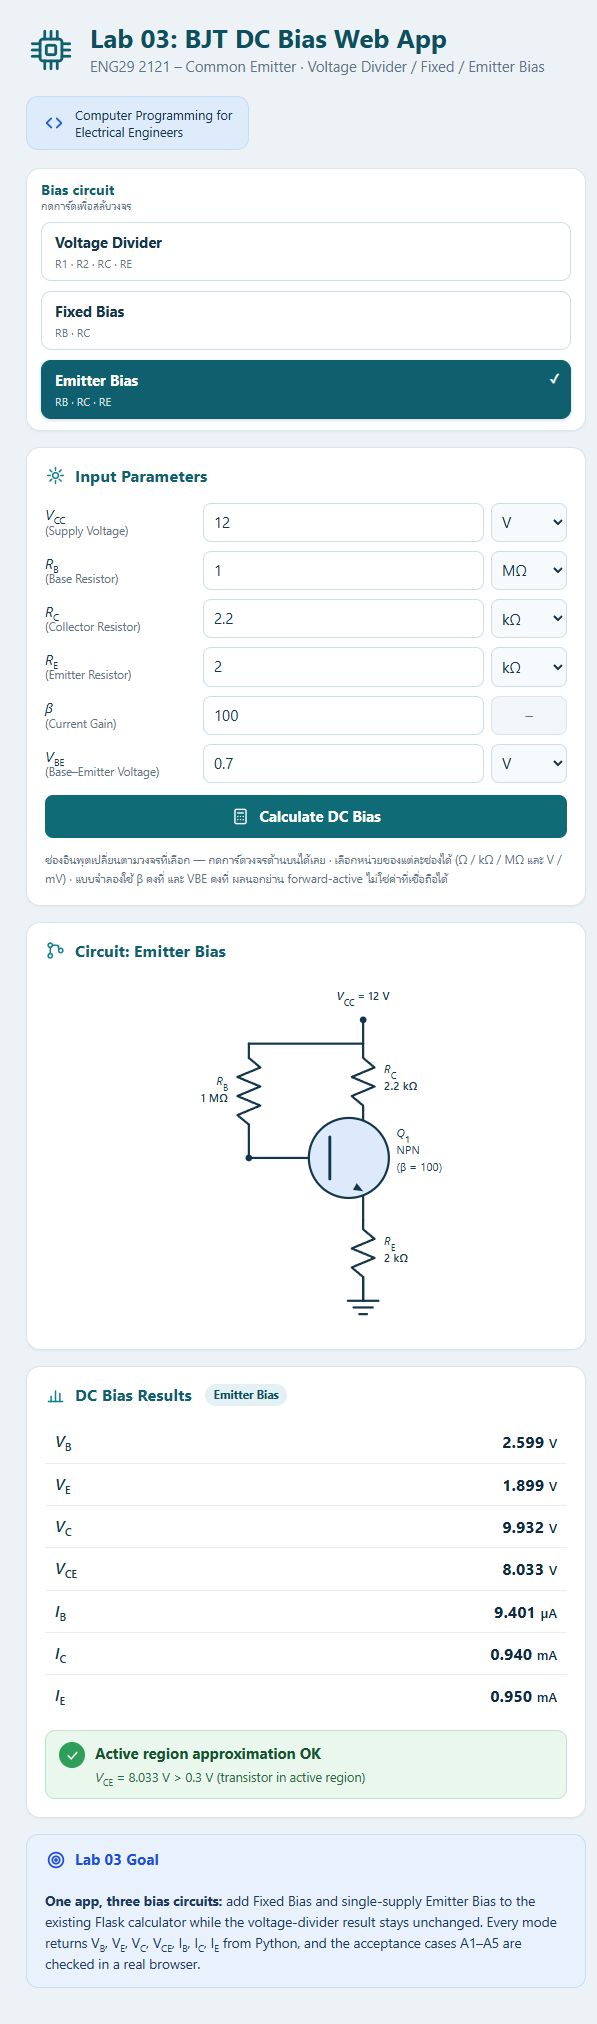 Lab 03: BJT DC Bias Web App
ENG29 2121 – Common Emitter · Voltage Divider / Fixed / Emitter Bias
Computer Programming for
Electrical Engineers
Bias circuit
กดการ์ดเพื่อสลับวงจร
Voltage Divider
R1 · R2 · RC · RE
Fixed Bias
RB · RC
Emitter Bias
✓
RB · RC · RE
Input Parameters
VCC
(Supply Voltage)
12
V
RB
(Base Resistor)
1
MΩ
RC
(Collector Resistor)
2.2
kΩ
RE
(Emitter Resistor)
2
kΩ
β
(Current Gain)
100
–
VBE
(Base–Emitter Voltage)
0.7
V
Calculate DC Bias
ช่องอินพุตเปลี่ยนตามวงจรที่เลือก — กดการ์ดวงจรด้านบนได้เลย · เลือกหน่วยของแต่ละช่องได้ (Ω / kΩ / MΩ และ V /
mV) · แบบจำลองใช้ β คงที่ และ VBE คงที่ ผลนอกย่าน forward-active ไม่ใช่ค่าที่เชื่อถือได้
Circuit: Emitter Bias
VCC = 12 V
RB
1 MΩ
RC
2.2 kΩ
Q1
NPN
(β = 100)
RE
2 kΩ
DC Bias Results
Emitter Bias
VB
2.599 V
VE
1.899 V
VC
9.932 V
VCE
8.033 V
IB
9.401 µA
IC
0.940 mA
IE
0.950 mA
Active region approximation OK
VCE = 8.033 V > 0.3 V (transistor in active region)
Lab 03 Goal
One app, three bias circuits: add Fixed Bias and single-supply Emitter Bias to the
existing Flask calculator while the voltage-divider result stays unchanged. Every mode
returns VB, VE, VC, VCE, IB, IC, IE from Python, and the acceptance cases A1–A5 are
checked in a real browser.